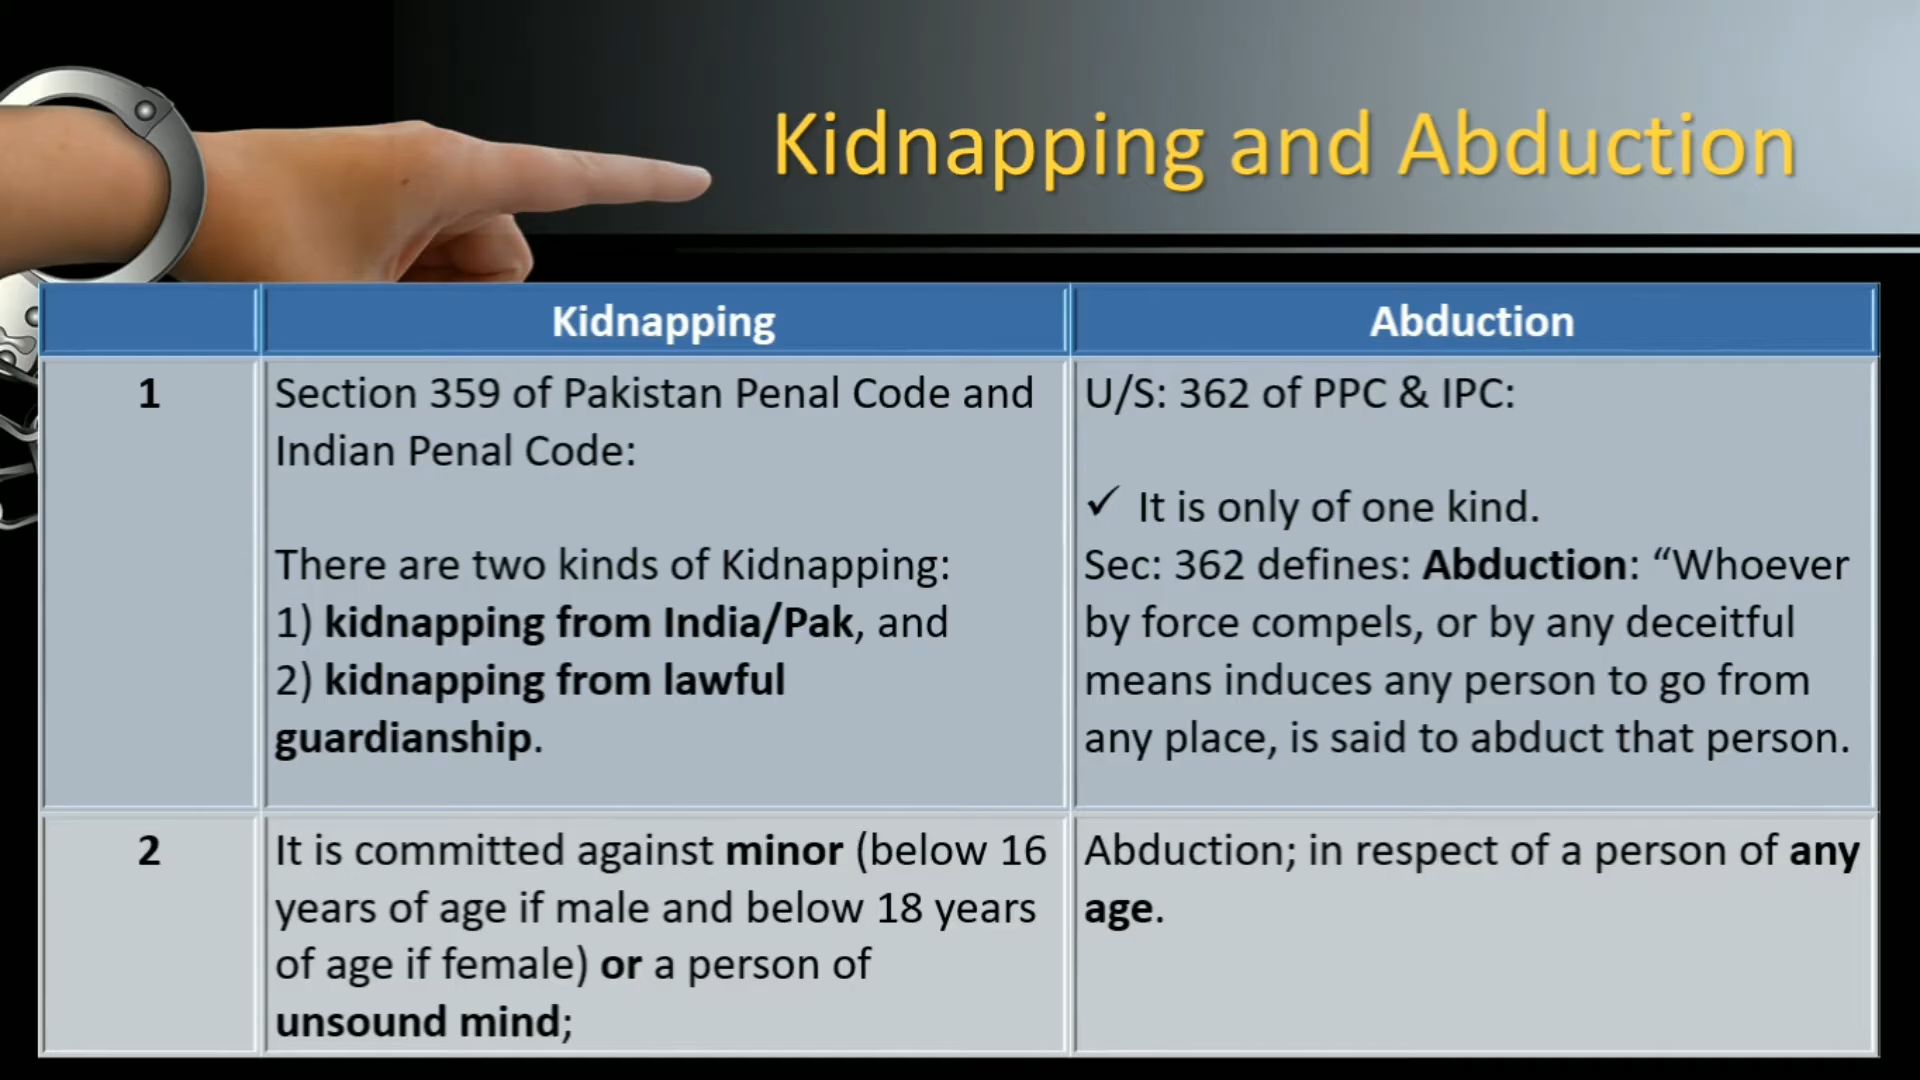 Kidnapping and Abduction
Kidnapping
Abduction
1
Section 359 of Pakistan Penal Code and
Indian Penal Code:
There are two kinds of Kidnapping:
1) kidnapping from India/Pak, and
2) kidnapping from lawful
guardianship.
U/S: 362 of PPC & IPC:
✓ It is only of one kind.
Sec: 362 defines: Abduction: “Whoever
by force compels, or by any deceitful
means induces any person to go from
any place, is said to abduct that person.
2
It is committed against minor (below 16
years of age if male and below 18 years
of age if female) or a person of
unsound mind;
Abduction; in respect of a person of any
age.